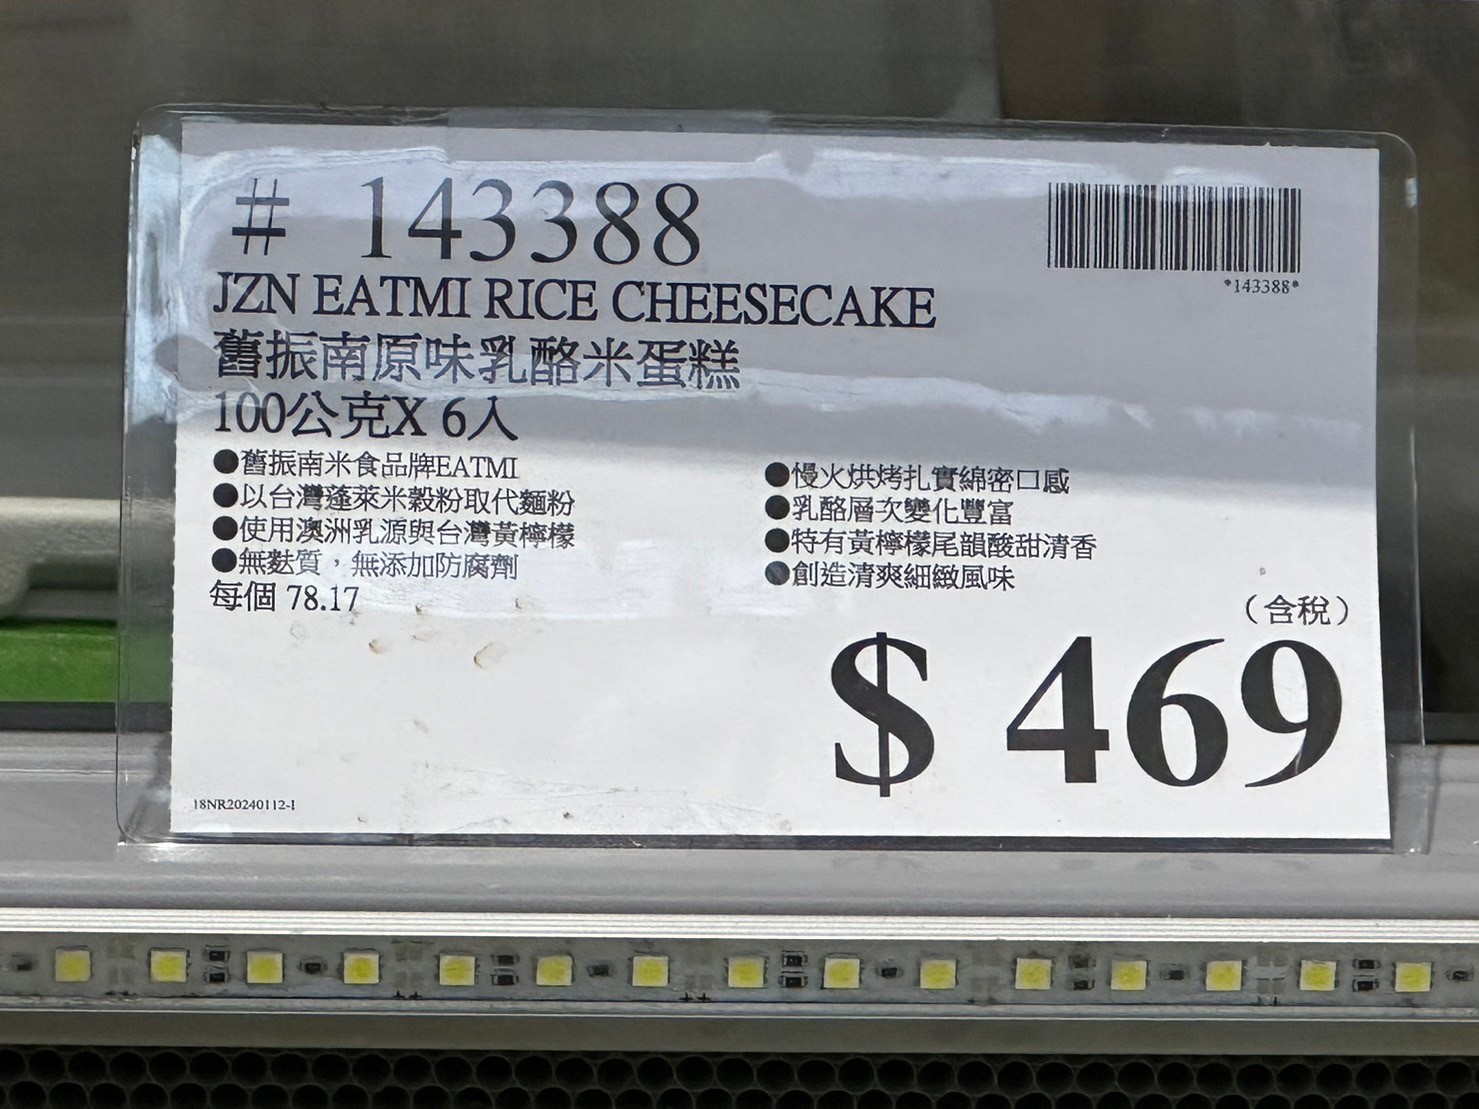 # 143388
*143388*
JZN EATMI RICE CHEESECAKE
舊振南原味乳酪米蛋糕
100公克X 6入
●舊振南米食品牌EATMI
●以台灣蓬萊米穀粉取代麵粉
●使用澳洲乳源與台灣黃檸檬
●無麩質，無添加防腐劑
每個 78.17
●慢火烘烤扎實綿密口感
●乳酪層次變化豐富
●特有黃檸檬尾韻酸甜清香
●創造清爽細緻風味
（含稅）
$ 469
18NR20240112-1